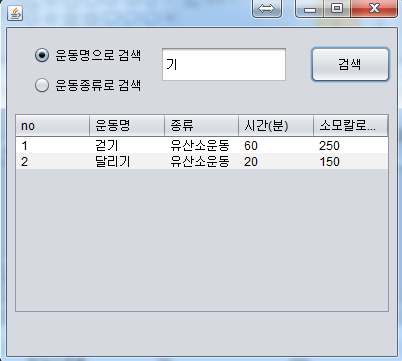 운동명으로 검색
기
검색
운동종류로 검색
no 운동명 종류 시간(분) 소모칼로...
1 걷기 유산소운동 60 250
2 달리기 유산소운동 20 150